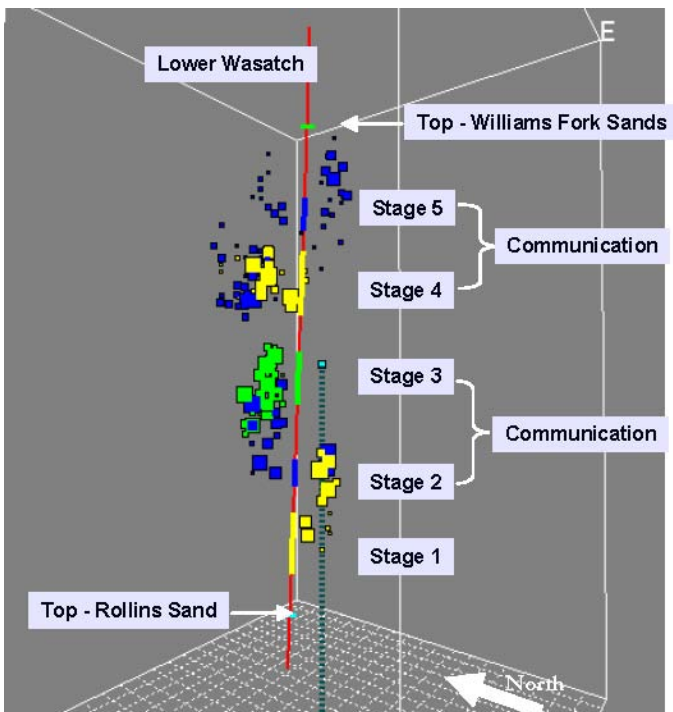 E
Lower Wasatch
Top - Williams Fork Sands
Stage 5
Communication
Stage 4
Stage 3
Communication
Stage 2
Stage 1
Top - Rollins Sand
North